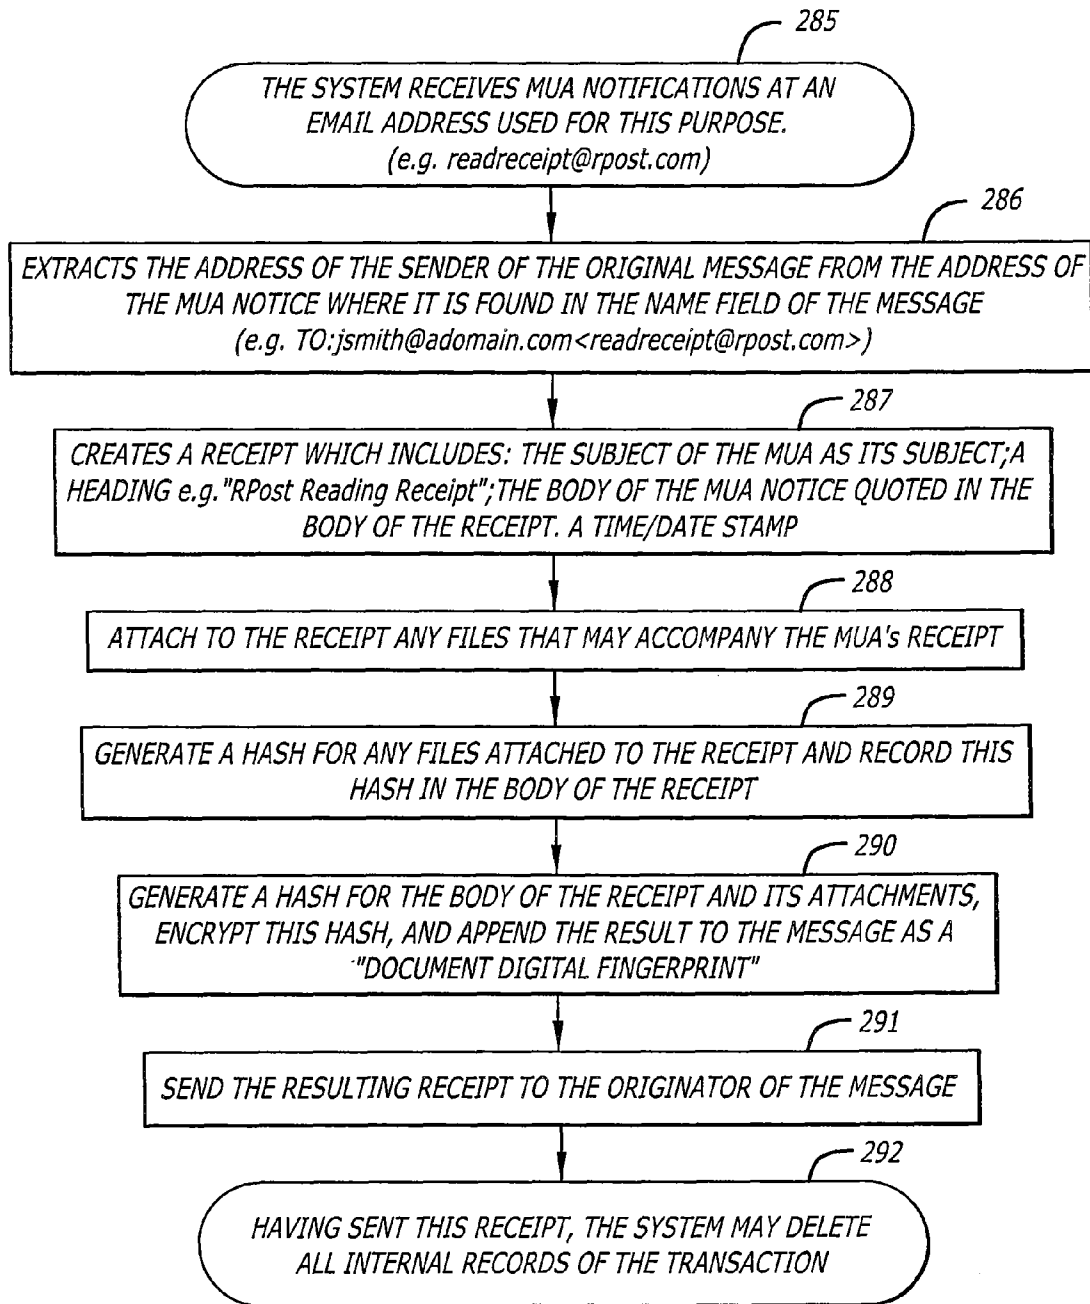 285
THE SYSTEM RECEIVES MUA NOTIFICATIONS AT AN
EMAIL ADDRESS USED FOR THIS PURPOSE.
(e.g. readreceipt@rpost.com)
286
EXTRACTS THE ADDRESS OF THE SENDER OF THE ORIGINAL MESSAGE FROM THE ADDRESS OF
THE MUA NOTICE WHERE IT IS FOUND IN THE NAME FIELD OF THE MESSAGE
(e.g. TO:jsmith@adomain.com<readreceipt@rpost.com>)
287
CREATES A RECEIPT WHICH INCLUDES: THE SUBJECT OF THE MUA AS ITS SUBJECT;A
HEADING e.g."RPost Reading Receipt";THE BODY OF THE MUA NOTICE QUOTED IN THE
BODY OF THE RECEIPT. A TIME/DATE STAMP
288
ATTACH TO THE RECEIPT ANY FILES THAT MAY ACCOMPANY THE MUA's RECEIPT
289
GENERATE A HASH FOR ANY FILES ATTACHED TO THE RECEIPT AND RECORD THIS
HASH IN THE BODY OF THE RECEIPT
290
GENERATE A HASH FOR THE BODY OF THE RECEIPT AND ITS ATTACHMENTS,
ENCRYPT THIS HASH, AND APPEND THE RESULT TO THE MESSAGE AS A
"DOCUMENT DIGITAL FINGERPRINT"
291
SEND THE RESULTING RECEIPT TO THE ORIGINATOR OF THE MESSAGE
292
HAVING SENT THIS RECEIPT, THE SYSTEM MAY DELETE
ALL INTERNAL RECORDS OF THE TRANSACTION